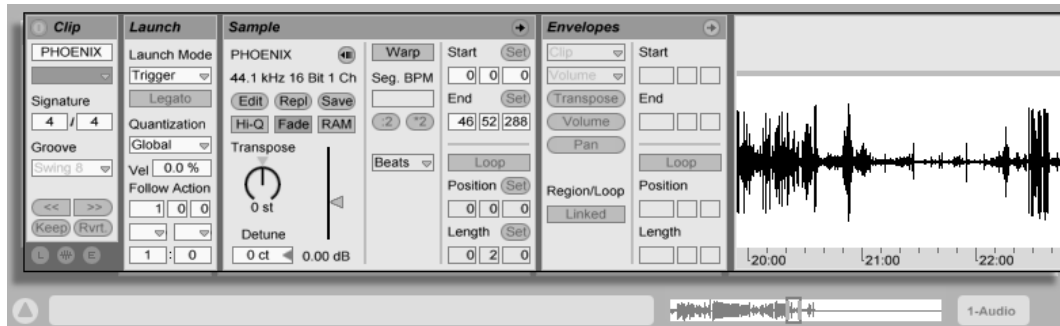 Clip
PHOENIX
Signature
4 / 4
Groove
Swing 8
<< >>
Keep Rvrt.
L E
Launch
Launch Mode
Trigger
Legato
Quantization
Global
Vel 0.0 %
Follow Action
1 0 0
1 : 0
Sample
PHOENIX
44.1 kHz 16 Bit 1 Ch
Edit Repl Save
Hi-Q Fade RAM
Transpose
0 st
Detune
0 ct 0.00 dB
Warp
Seg. BPM
:2 *2
Beats
Start Set
0 0 0
End Set
46 52 288
Loop
Position Set
0 0 0
Length Set
0 2 0
Envelopes
Clip
Volume
Transpose
Volume
Pan
Region/Loop
Linked
Start
End
Loop
Position
Length
20:00 21:00 22:00
1-Audio